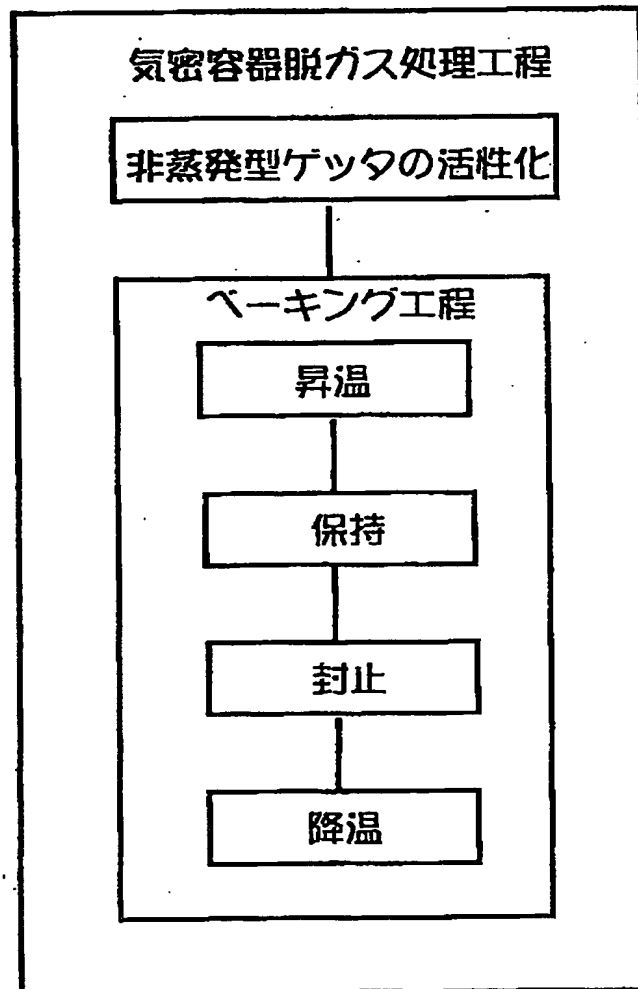 気密容器脱ガス処理工程
非蒸発型ゲッタの活性化
ベーキング工程
昇温
保持
封止
降温